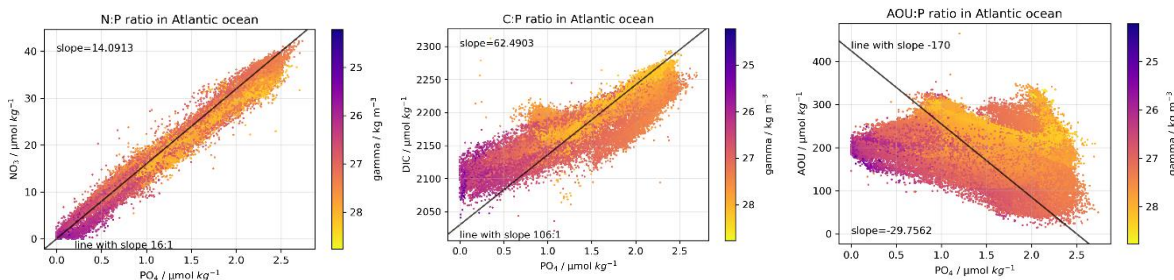 N:P ratio in Atlantic ocean
slope=14.0913
line with slope 16:1
NO₃ / μmol kg⁻¹
40
30
20
10
0
0.0 0.5 1.0 1.5 2.0 2.5
PO₄ / μmol kg⁻¹
25
26
27
28
gamma / kg m⁻³
C:P ratio in Atlantic ocean
slope=62.4903
line with slope 106:1
DIC / μmol kg⁻¹
2300
2250
2200
2150
2100
2050
0.0 0.5 1.0 1.5 2.0 2.5
PO₄ / μmol kg⁻¹
25
26
27
28
gamma / kg m⁻³
AOU:P ratio in Atlantic ocean
line with slope -170
slope=-29.7562
AOU / μmol kg⁻¹
400
300
200
100
0
0.0 0.5 1.0 1.5 2.0 2.5
PO₄ / μmol kg⁻¹
25
26
27
28
gamma / kg m⁻³